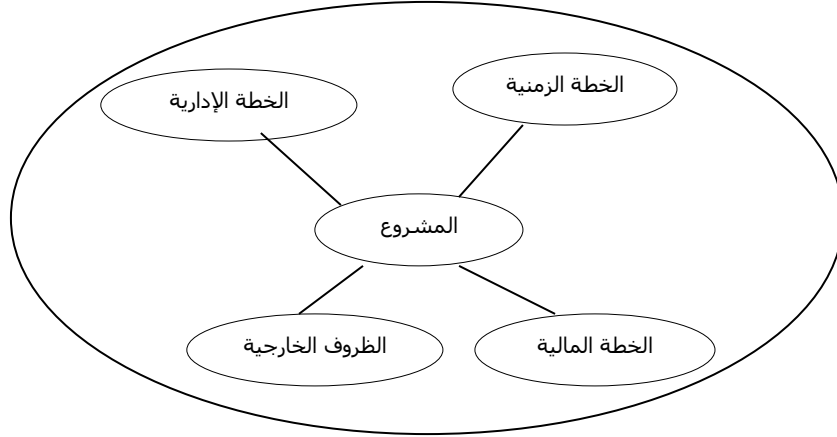 الخطة الزمنية
الخطة الإدارية
المشروع
الخطة المالية
الظروف الخارجية